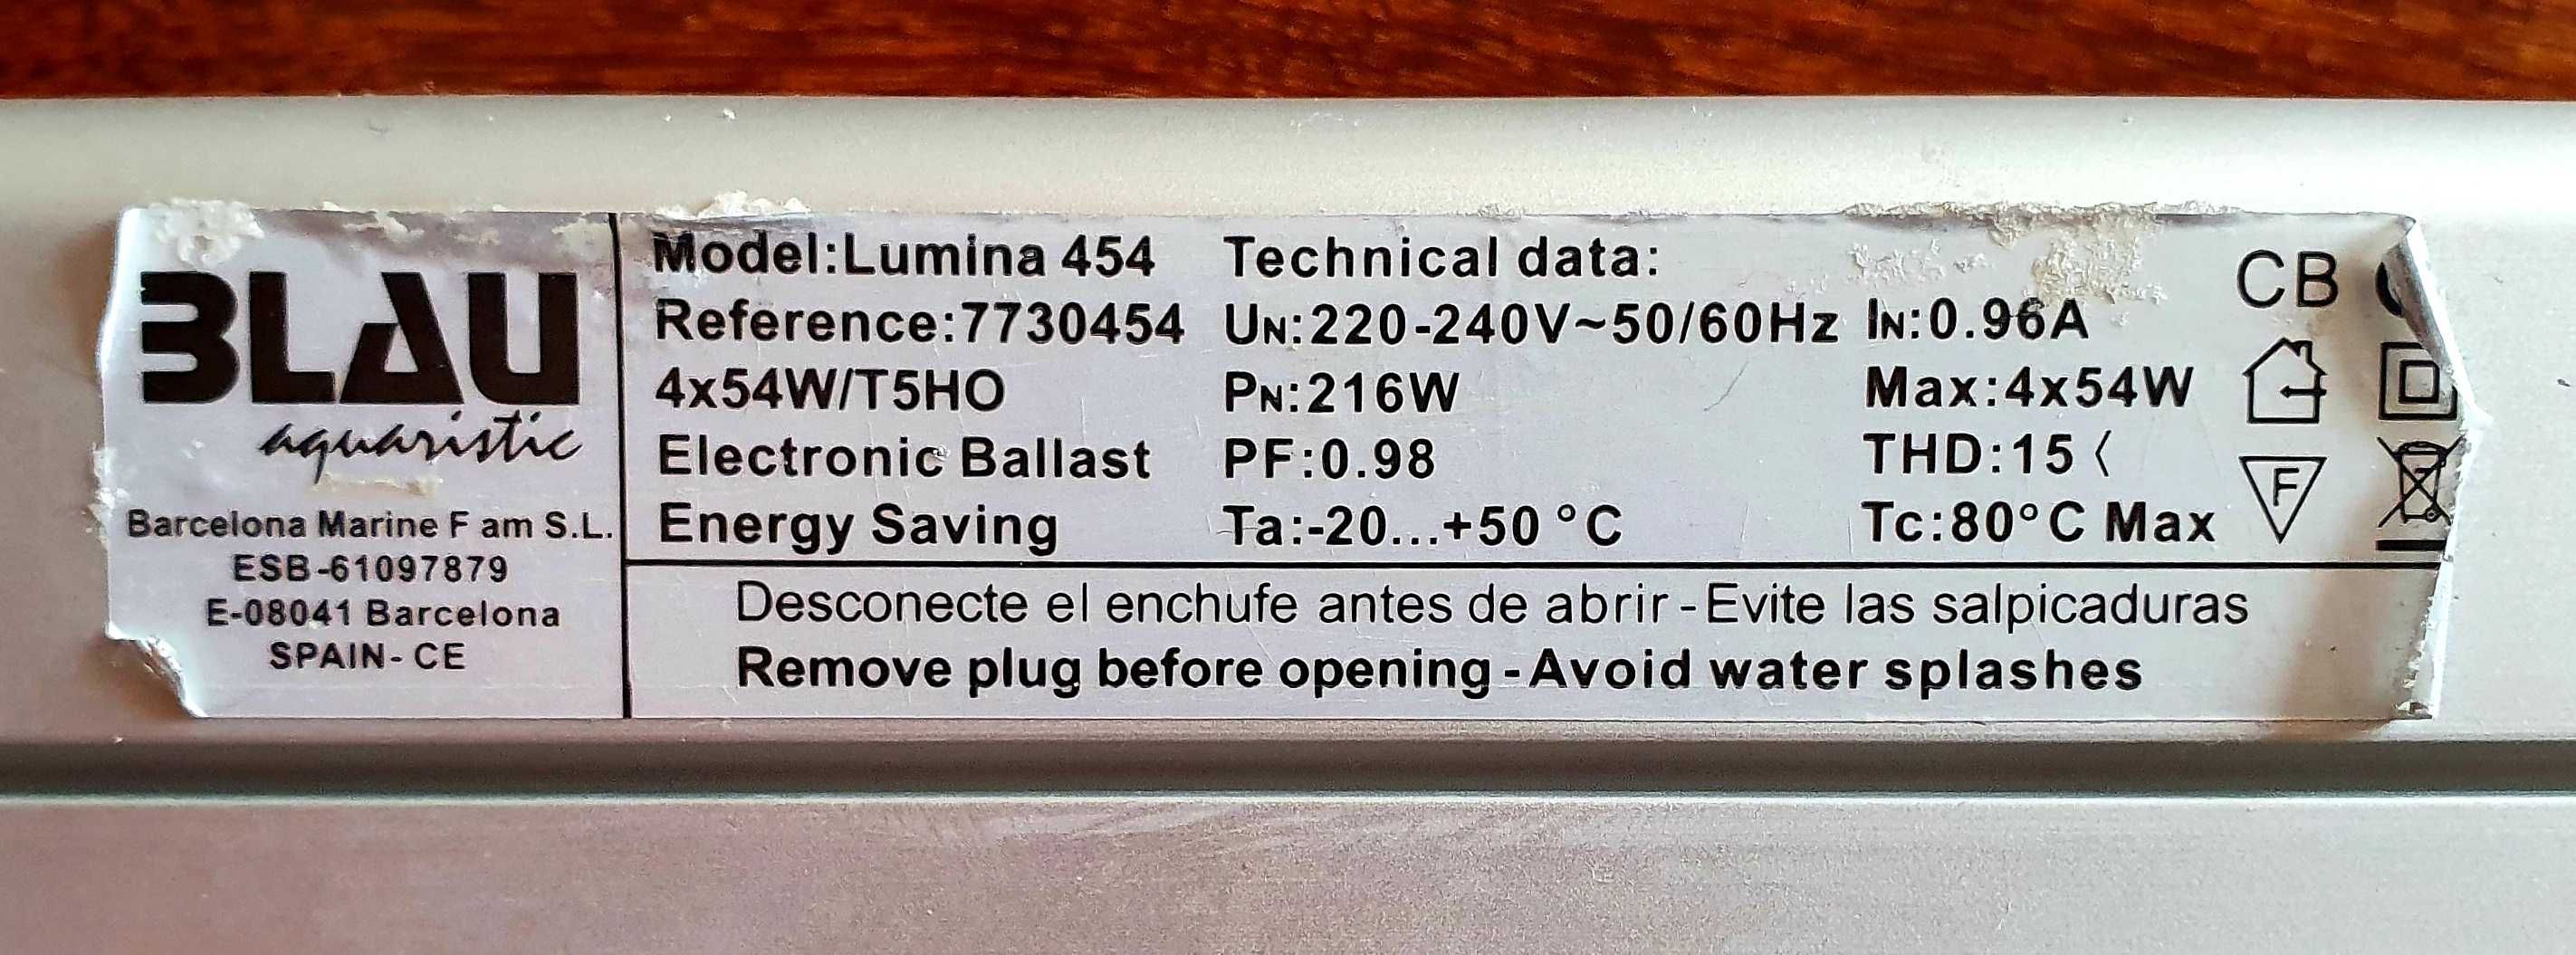 BLAU
aquaristic
Barcelona Marine F am S.L.
ESB-61097879
E-08041 Barcelona
SPAIN- CE
Model:Lumina 454
Reference:7730454
4x54W/T5HO
Electronic Ballast
Energy Saving
Technical data:
UN:220-240V~50/60Hz IN:0.96A
PN:216W Max:4x54W
PF:0.98 THD:15⟨
Ta:-20...+50 °C Tc:80°C Max
CB
F
Desconecte el enchufe antes de abrir - Evite las salpicaduras
Remove plug before opening - Avoid water splashes